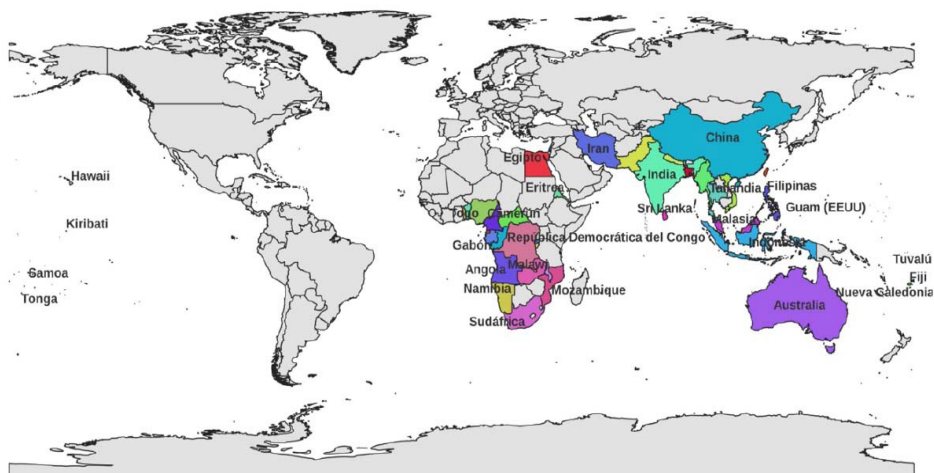 China
Iran
Egipto
India
Hawaii
Eritrea
Tailandia
Filipinas
Togo
Camerún
Sri Lanka
Guam (EEUU)
Kiribati
Malasia
Gabón
República Democrática del Congo
Indonesia
Tuvalú
Samoa
Angola
Malawi
Fiji
Namibia
Mozambique
Nueva Caledonia
Tonga
Australia
Sudáfrica